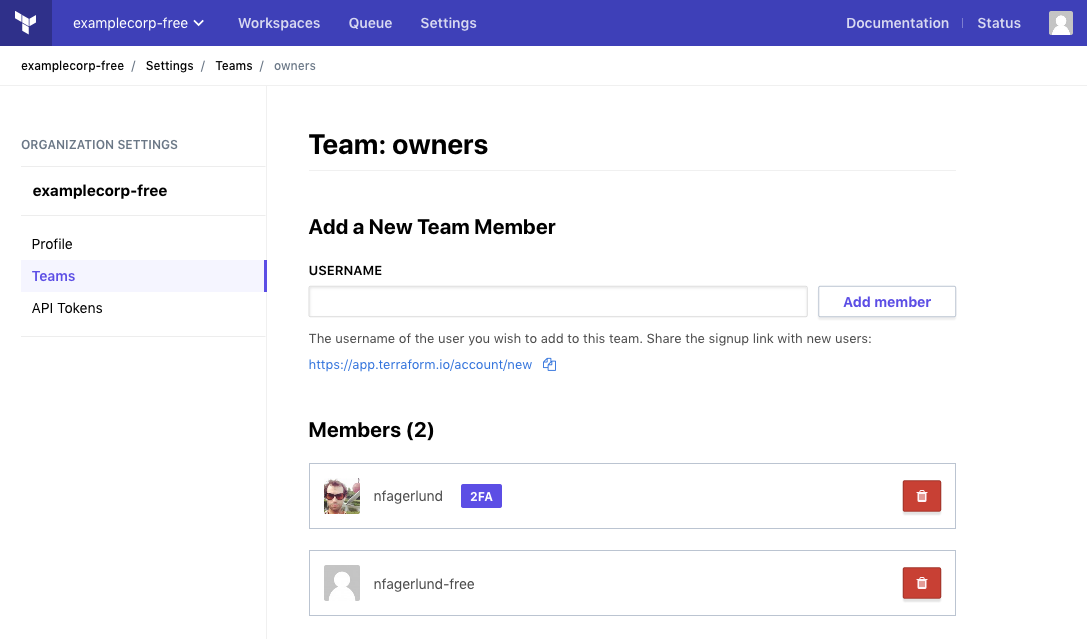 examplecorp-free Workspaces Queue Settings Documentation Status
examplecorp-free / Settings / Teams / owners
ORGANIZATION SETTINGS
examplecorp-free
Profile
Teams
API Tokens
Team: owners
Add a New Team Member
USERNAME
Add member
The username of the user you wish to add to this team. Share the signup link with new users:
https://app.terraform.io/account/new
Members (2)
nfagerlund 2FA
nfagerlund-free